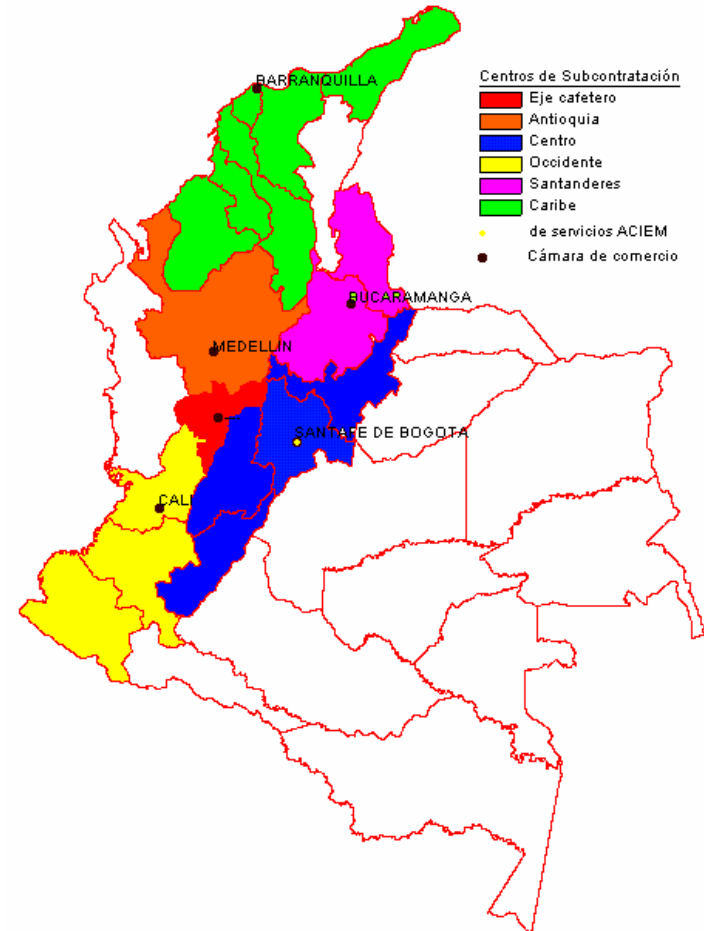 BARRANQUILLA
Centros de Subcontratación
Eje cafetero
Antioquia
Centro
Occidente
Santanderes
Caribe
de servicios ACIEM
Cámara de comercio
BUCARAMANGA
MEDELLIN
SANTAFE DE BOGOTA
CALI